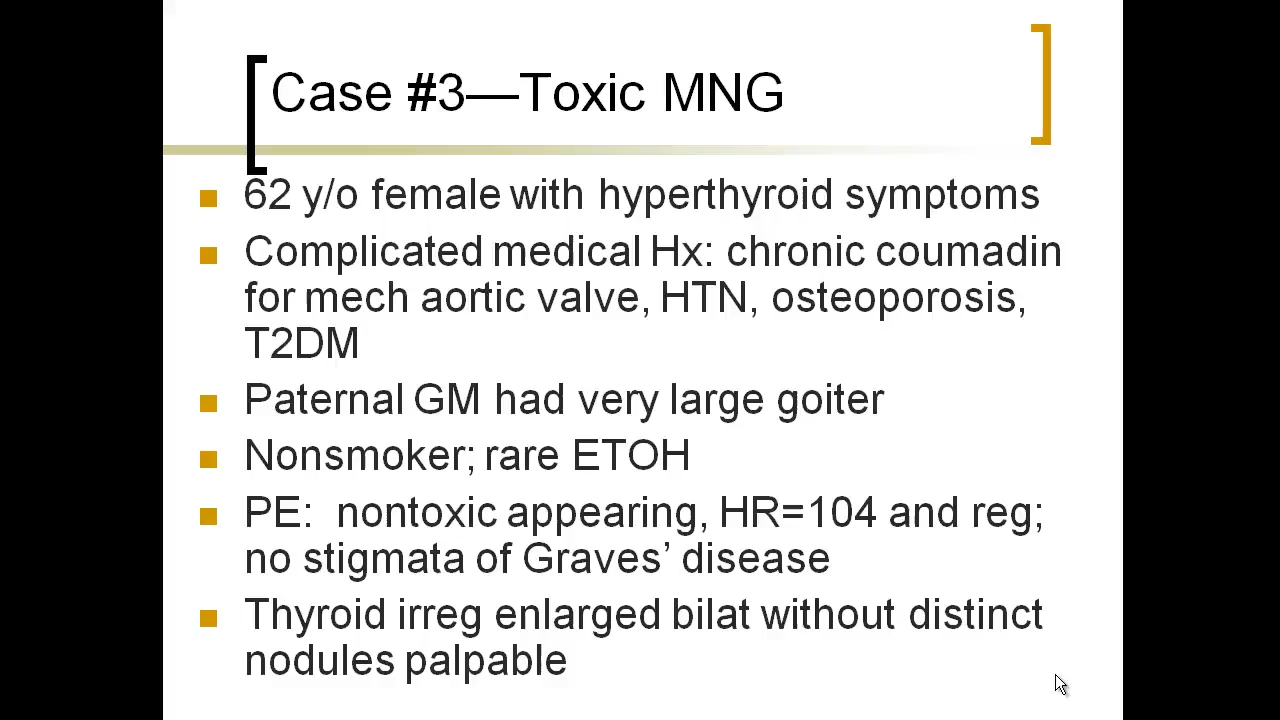 Case #3—Toxic MNG
62 y/o female with hyperthyroid symptoms
Complicated medical Hx: chronic coumadin
for mech aortic valve, HTN, osteoporosis,
T2DM
Paternal GM had very large goiter
Nonsmoker; rare ETOH
PE:  nontoxic appearing, HR=104 and reg;
no stigmata of Graves’ disease
Thyroid irreg enlarged bilat without distinct
nodules palpable